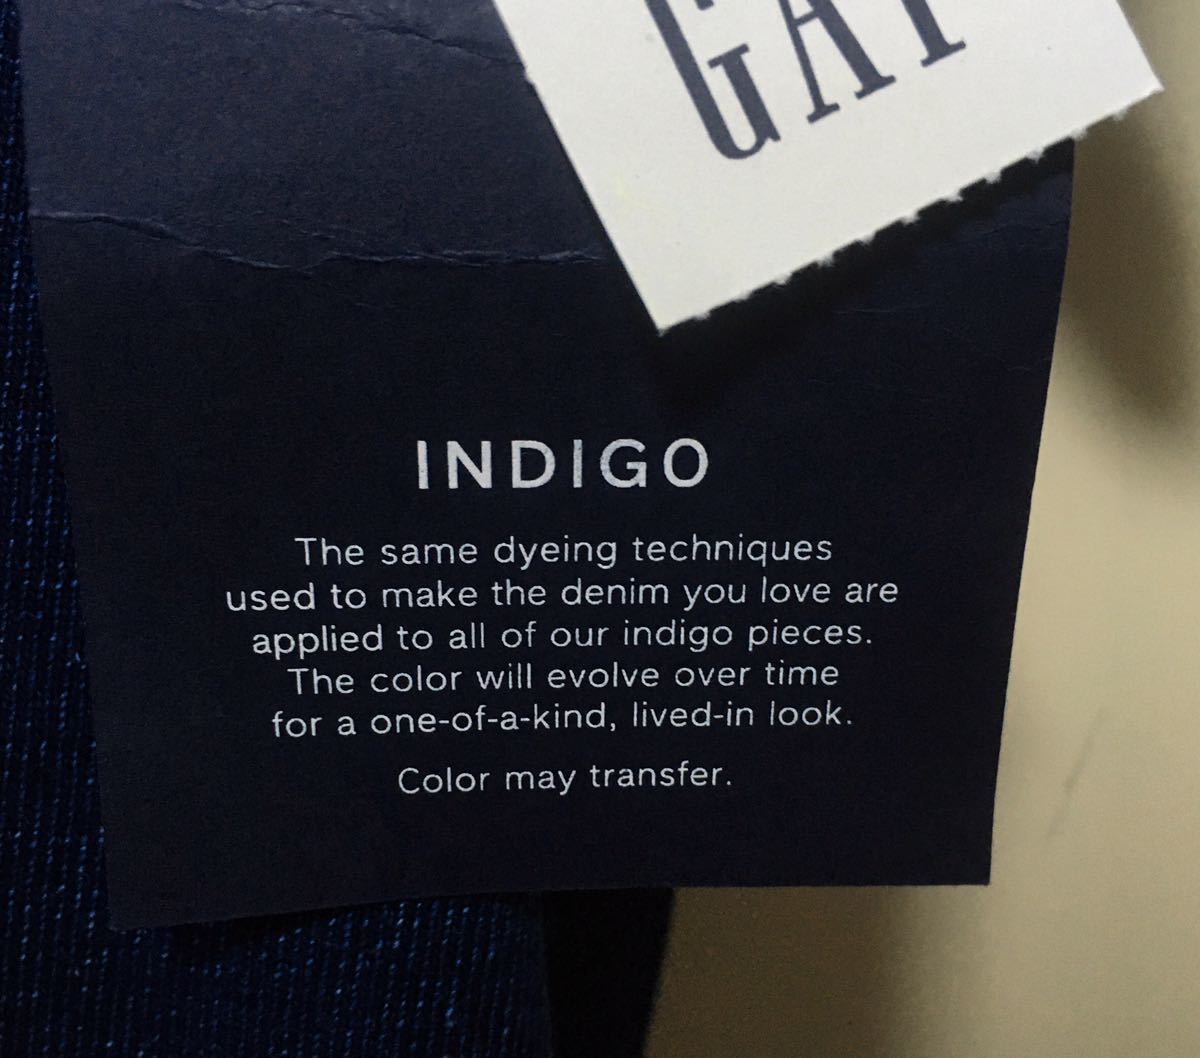 GAP
INDIGO
The same dyeing techniques
used to make the denim you love are
applied to all of our indigo pieces.
The color will evolve over time
for a one-of-a-kind, lived-in look.
Color may transfer.